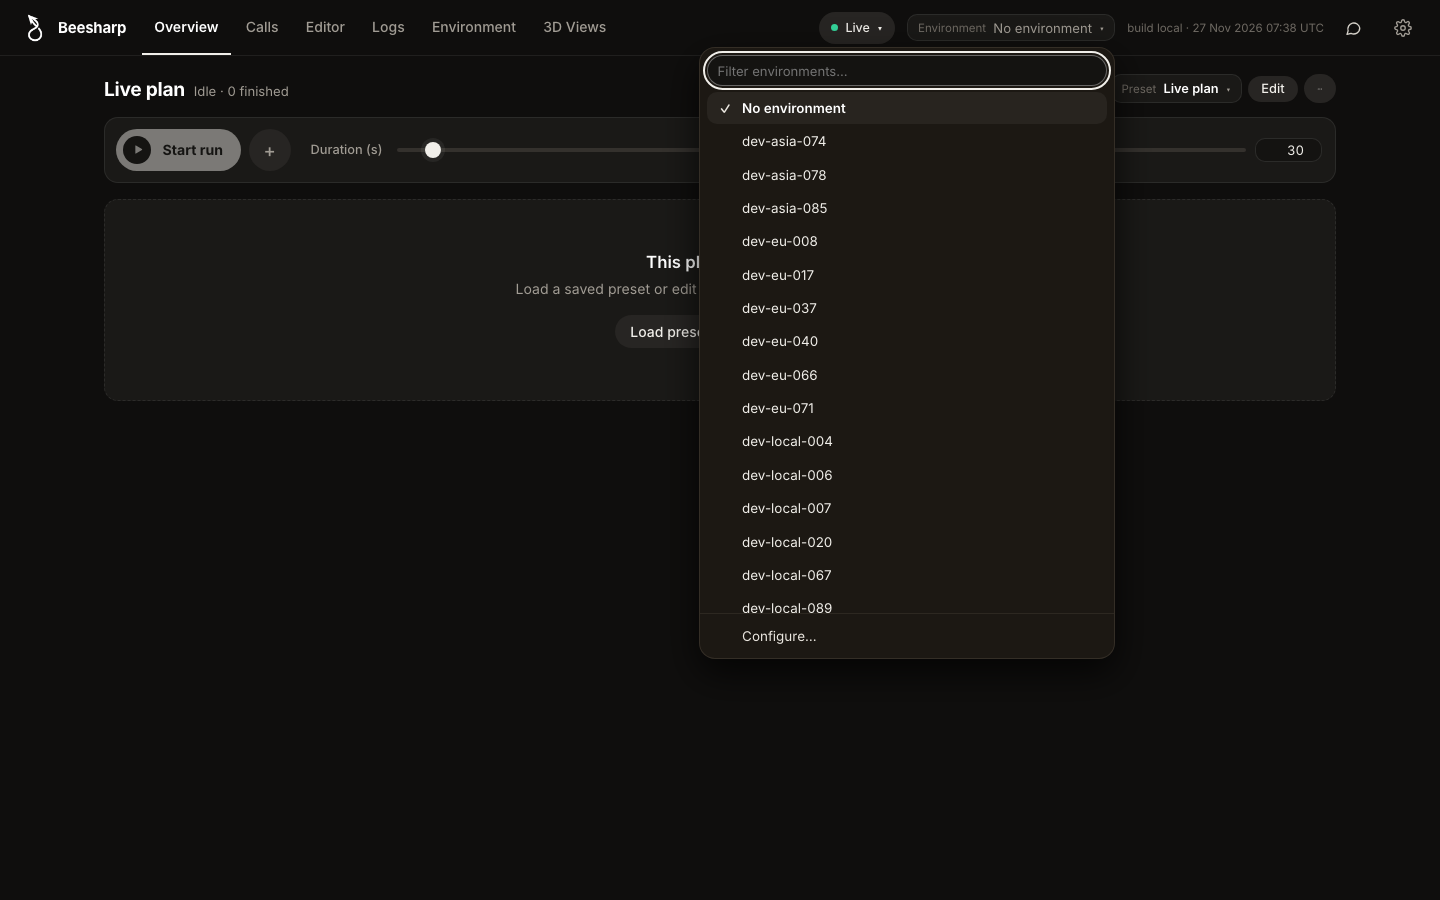 Beesharp Overview Calls Editor Logs Environment 3D Views Live Environment No environment build local · 27 Nov 2026 07:38 UTC
Filter environments...
Live plan Idle · 0 finished Preset Live plan Edit
No environment
dev-asia-074
Start run + Duration (s) 30
dev-asia-078
dev-asia-085
dev-eu-008
This pl
dev-eu-017
Load a saved preset or edit
dev-eu-037
Load prese
dev-eu-040
dev-eu-066
dev-eu-071
dev-local-004
dev-local-006
dev-local-007
dev-local-020
dev-local-067
dev-local-089
Configure...